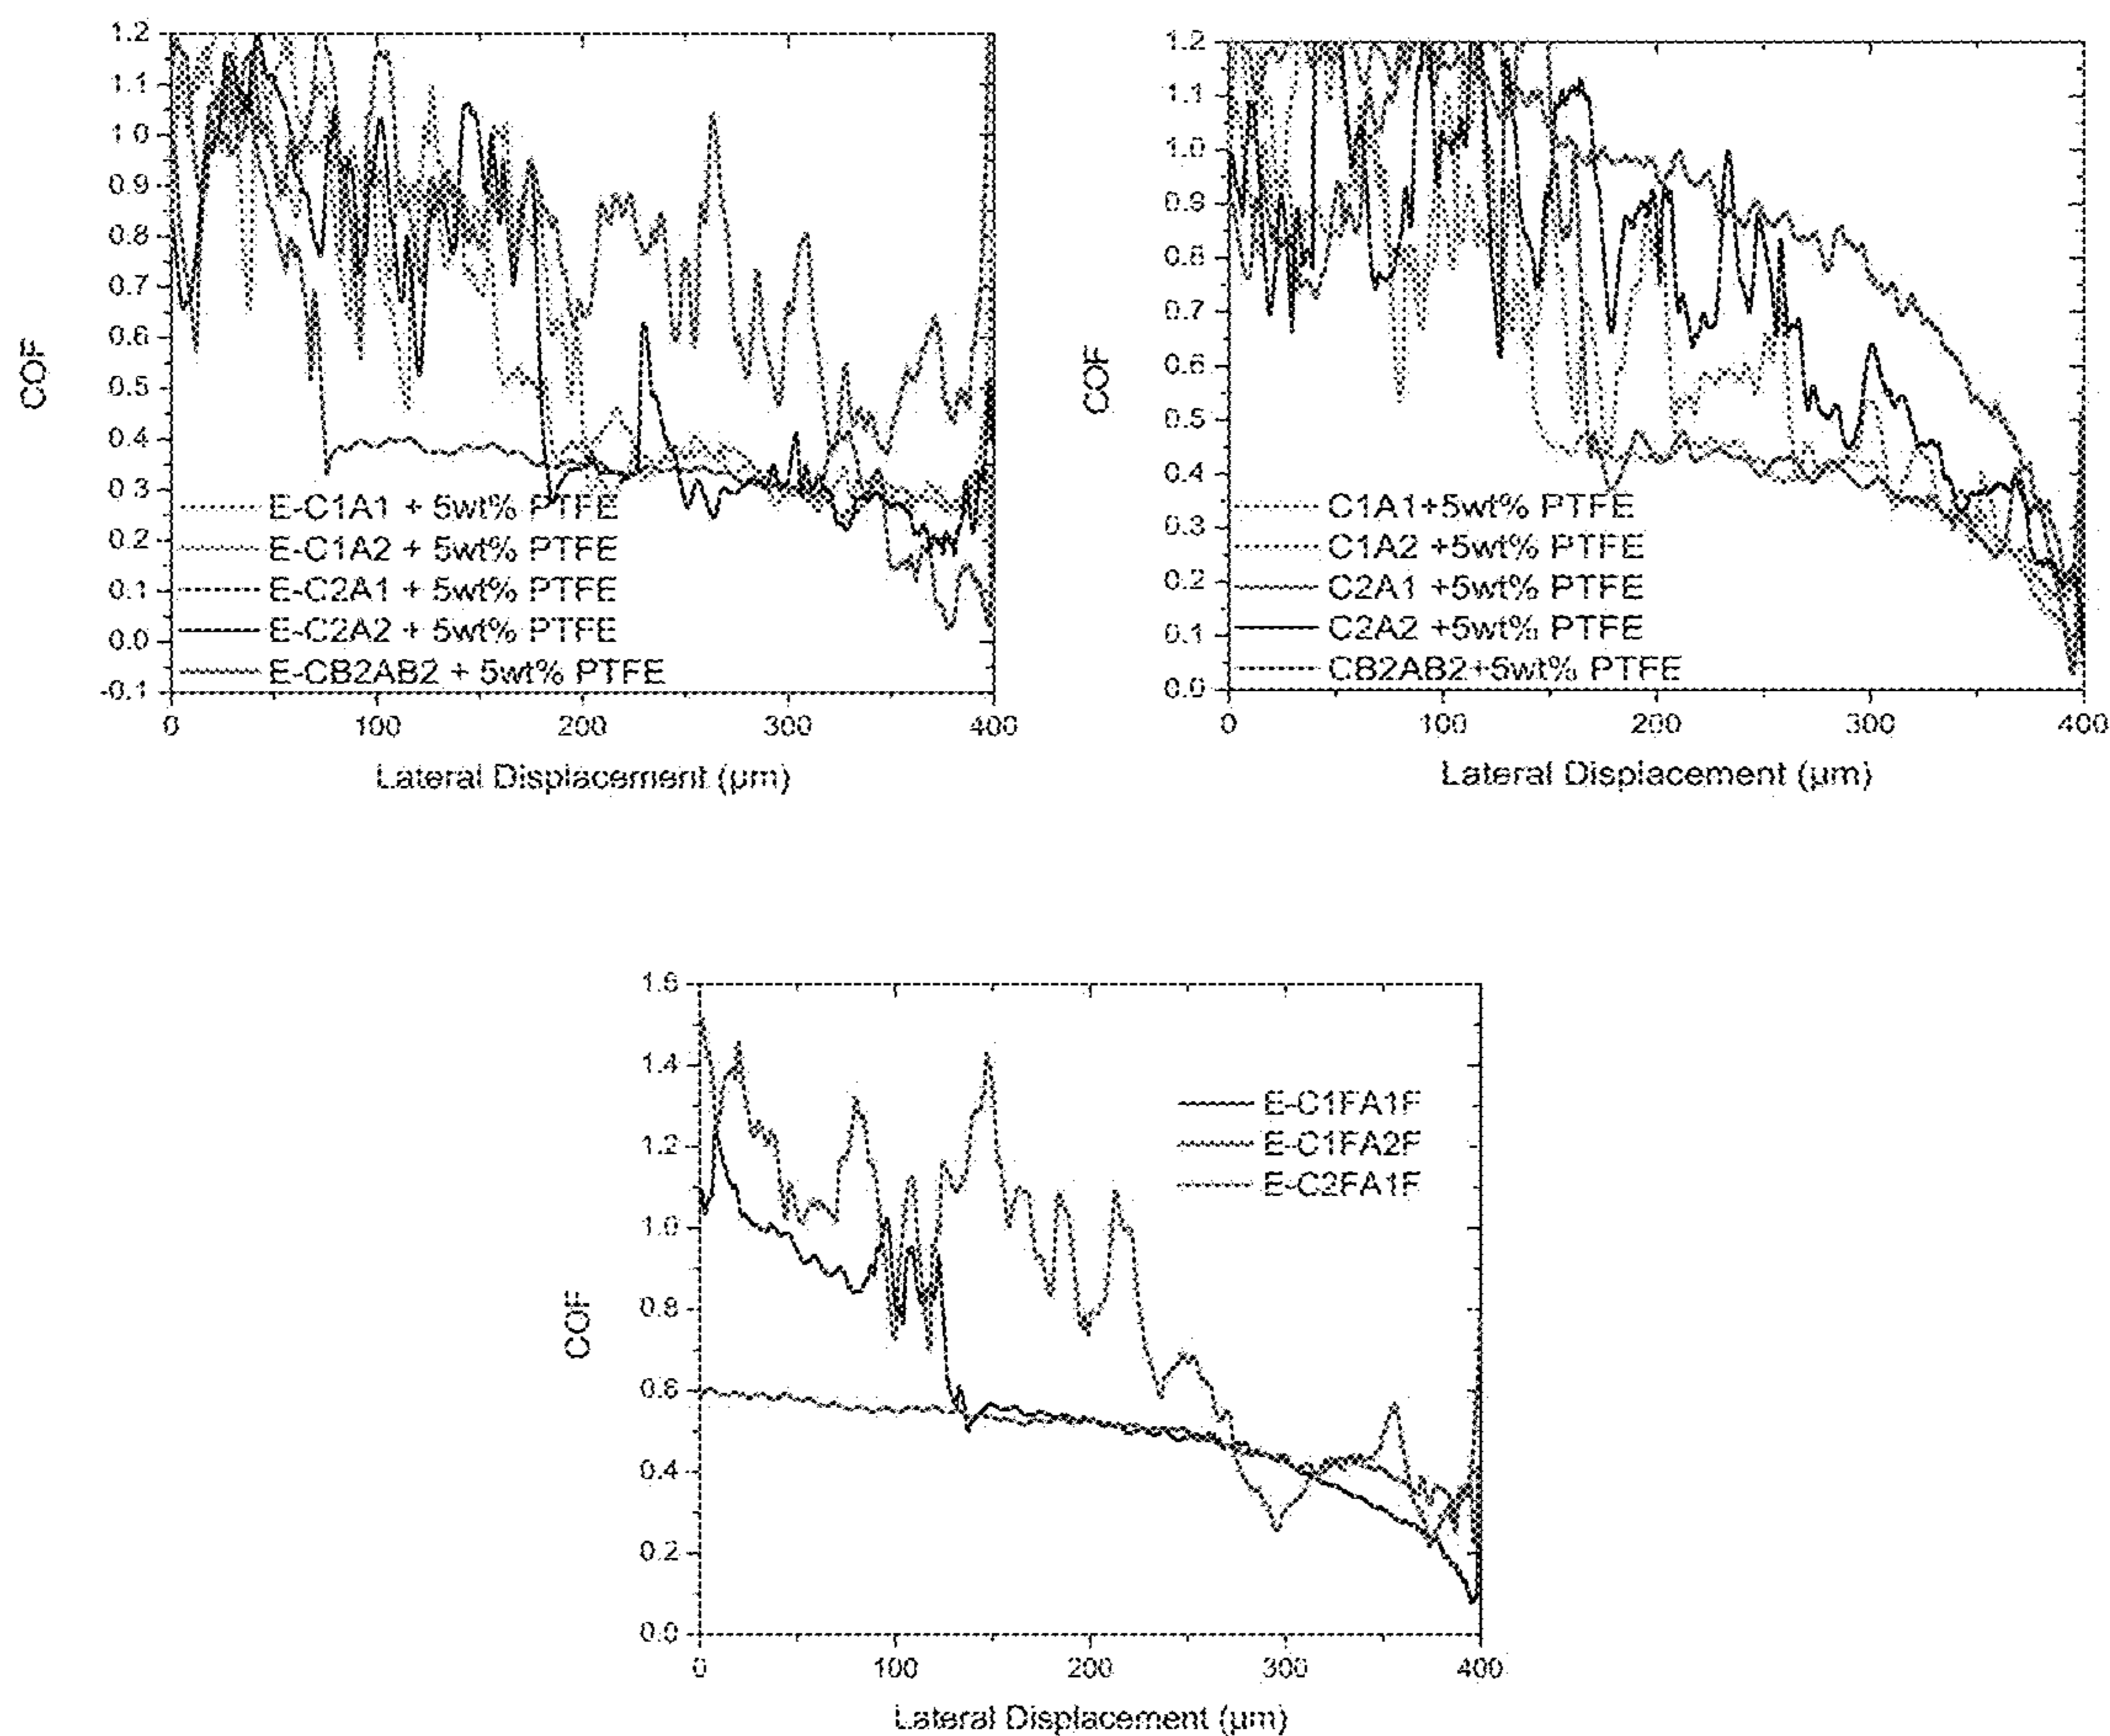 1.2
1.1
1.0
0.9
0.8
0.7
0.6
0.5
0.4
0.3
0.2
0.1
0.0
-0.1
COF
E-C1A1 + 5wt% PTFE
E-C1A2 + 5wt% PTFE
E-C2A1 + 5wt% PTFE
E-C2A2 + 5wt% PTFE
E-CB2AB2 + 5wt% PTFE
0 100 200 300 400
Lateral Displacement (μm)
1.2
1.1
1.0
0.9
0.8
0.7
0.6
0.5
0.4
0.3
0.2
0.1
0.0
COF
C1A1+5wt% PTFE
C1A2 +5wt% PTFE
C2A1 +5wt% PTFE
C2A2 +5wt% PTFE
CB2AB2+5wt% PTFE
0 100 200 300 400
Lateral Displacement (μm)
1.6
1.4
1.2
1.0
0.8
0.6
0.4
0.2
0.0
COF
E-C1FA1F
E-C1FA2F
E-C2FA1F
0 100 200 300 400
Lateral Displacement (μm)